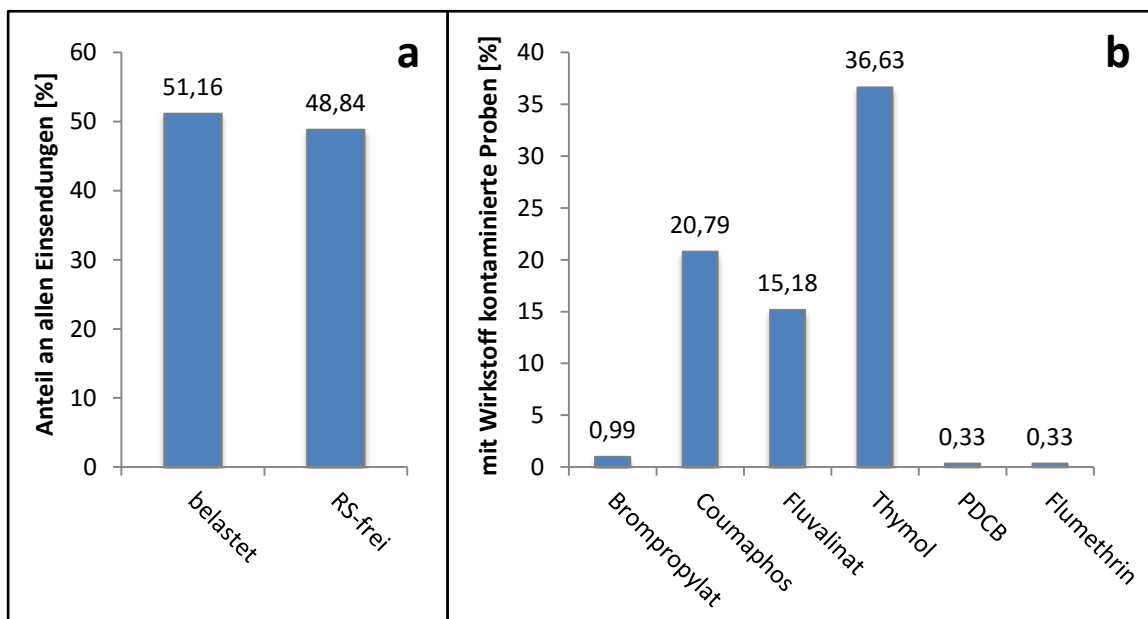 a
Anteil an allen Einsendungen [%]
60
50
40
30
20
10
0
51,16
48,84
belastet
RS-frei
b
mit Wirkstoff kontaminierte Proben [%]
40
35
30
25
20
15
10
5
0
0,99
20,79
15,18
36,63
0,33
0,33
Brompropylat
Coumaphos
Fluvalinat
Thymol
PDCB
Flumethrin